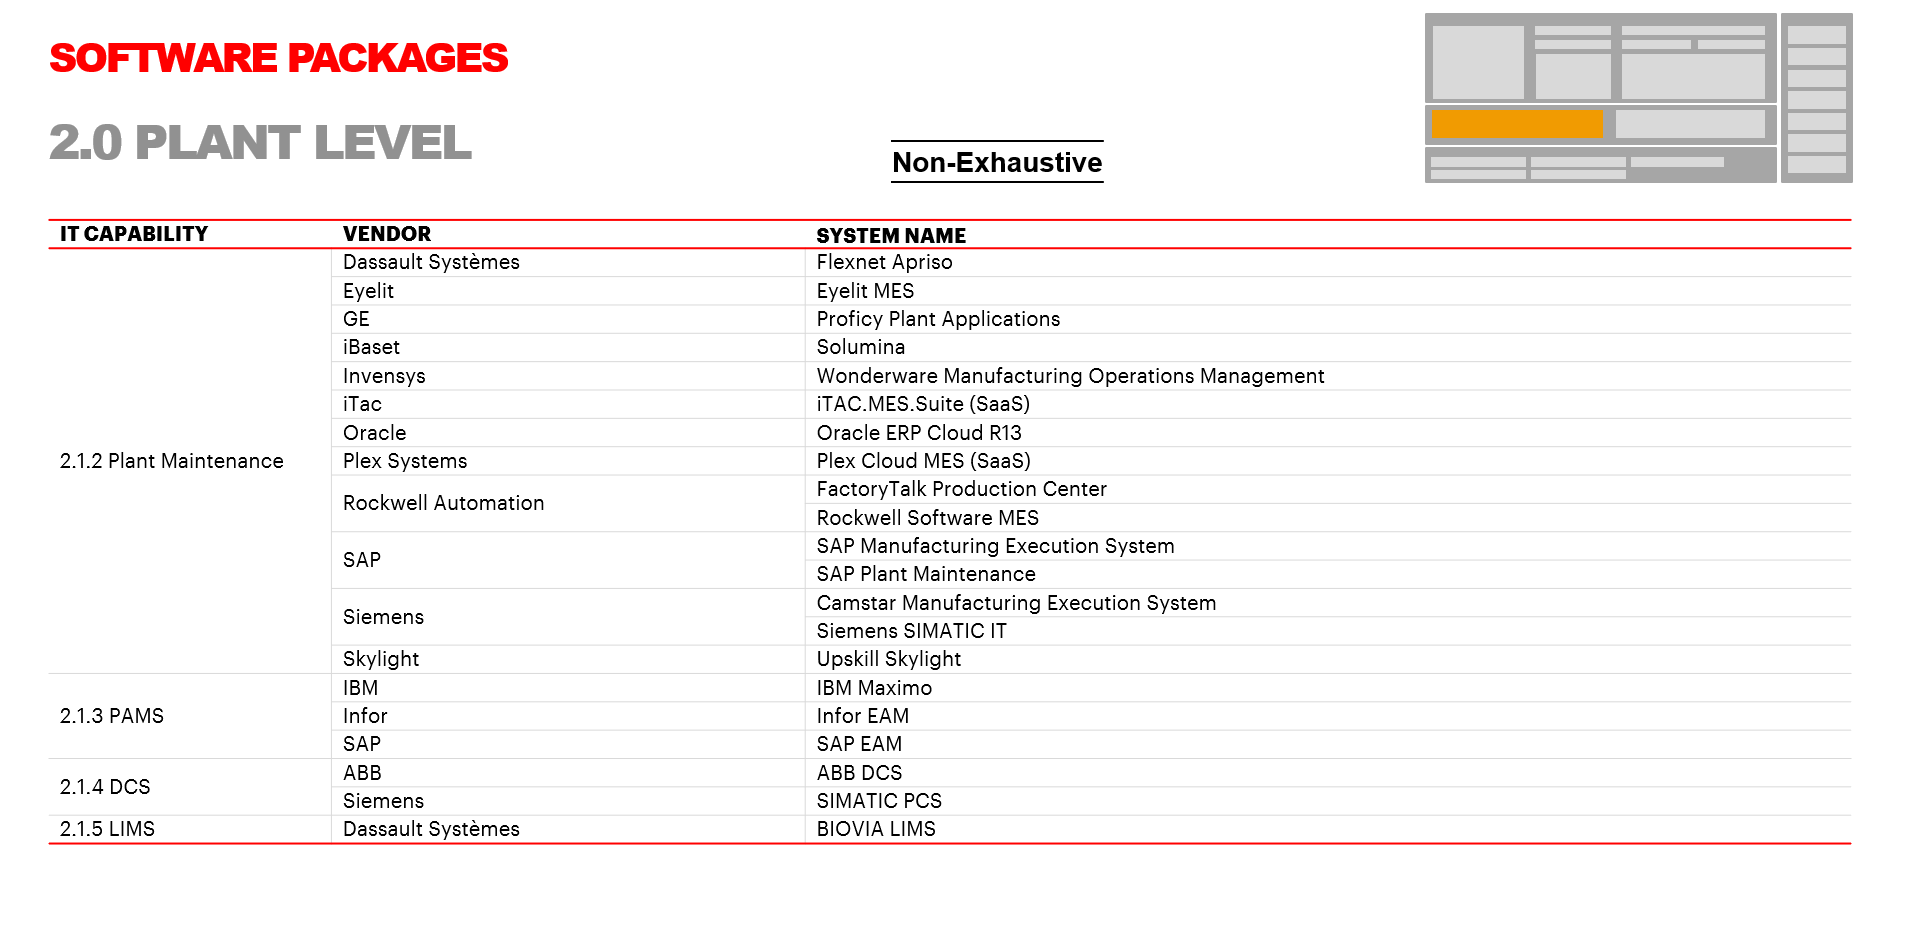 SOFTWARE PACKAGES
2.0 PLANT LEVEL
Non-Exhaustive
IT CAPABILITY VENDOR SYSTEM NAME
2.1.2 Plant Maintenance
Dassault Systèmes Flexnet Apriso
Eyelit Eyelit MES
GE Proficy Plant Applications
iBaset Solumina
Invensys Wonderware Manufacturing Operations Management
iTac iTAC.MES.Suite (SaaS)
Oracle Oracle ERP Cloud R13
Plex Systems Plex Cloud MES (SaaS)
Rockwell Automation FactoryTalk Production Center
Rockwell Software MES
SAP SAP Manufacturing Execution System
SAP Plant Maintenance
Siemens Camstar Manufacturing Execution System
Siemens SIMATIC IT
Skylight Upskill Skylight
2.1.3 PAMS
IBM IBM Maximo
Infor Infor EAM
SAP SAP EAM
2.1.4 DCS
ABB ABB DCS
Siemens SIMATIC PCS
2.1.5 LIMS Dassault Systèmes BIOVIA LIMS